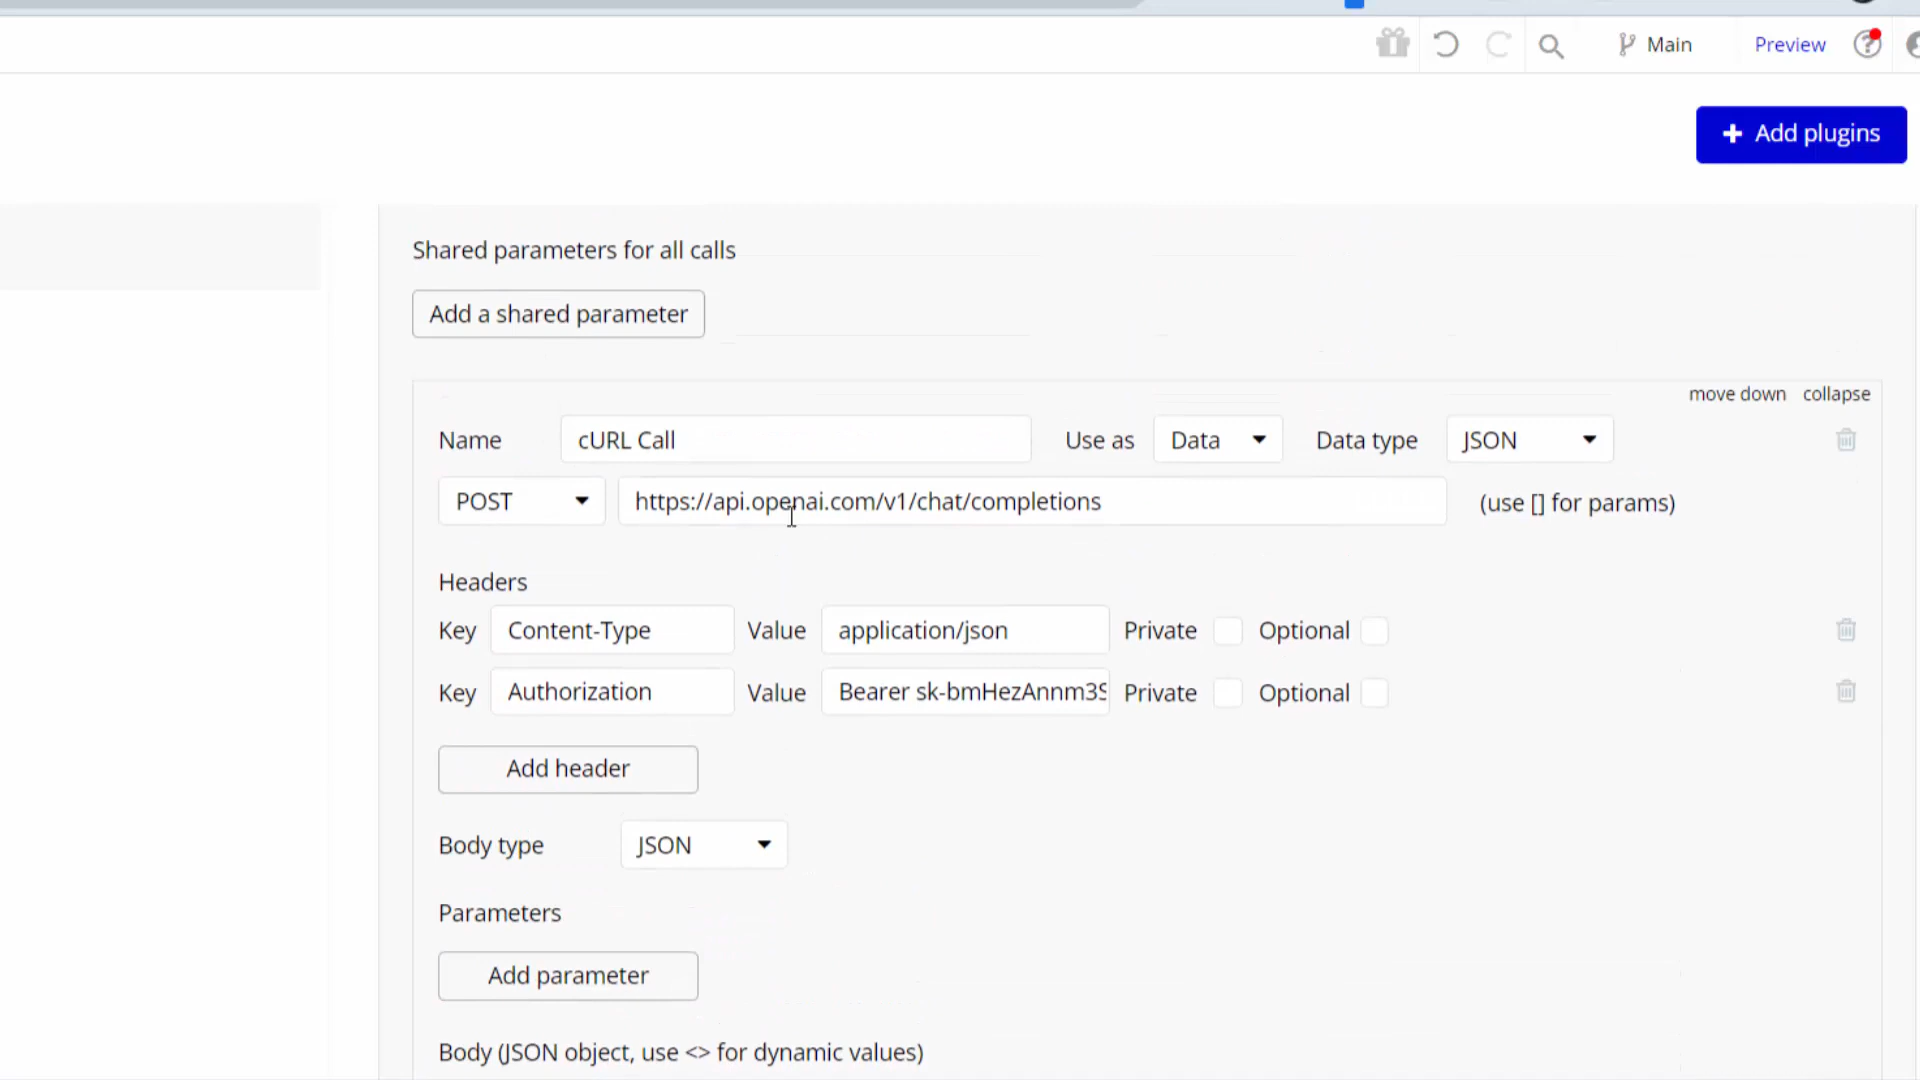 Main
Preview
Add plugins
Shared parameters for all calls
Add a shared parameter
move down collapse
Name cURL Call Use as Data Data type JSON
POST https://api.openai.com/v1/chat/completions (use [] for params)
Headers
Key Content-Type Value application/json Private Optional
Key Authorization Value Bearer sk-bmHezAnnm3S Private Optional
Add header
Body type JSON
Parameters
Add parameter
Body (JSON object, use <> for dynamic values)